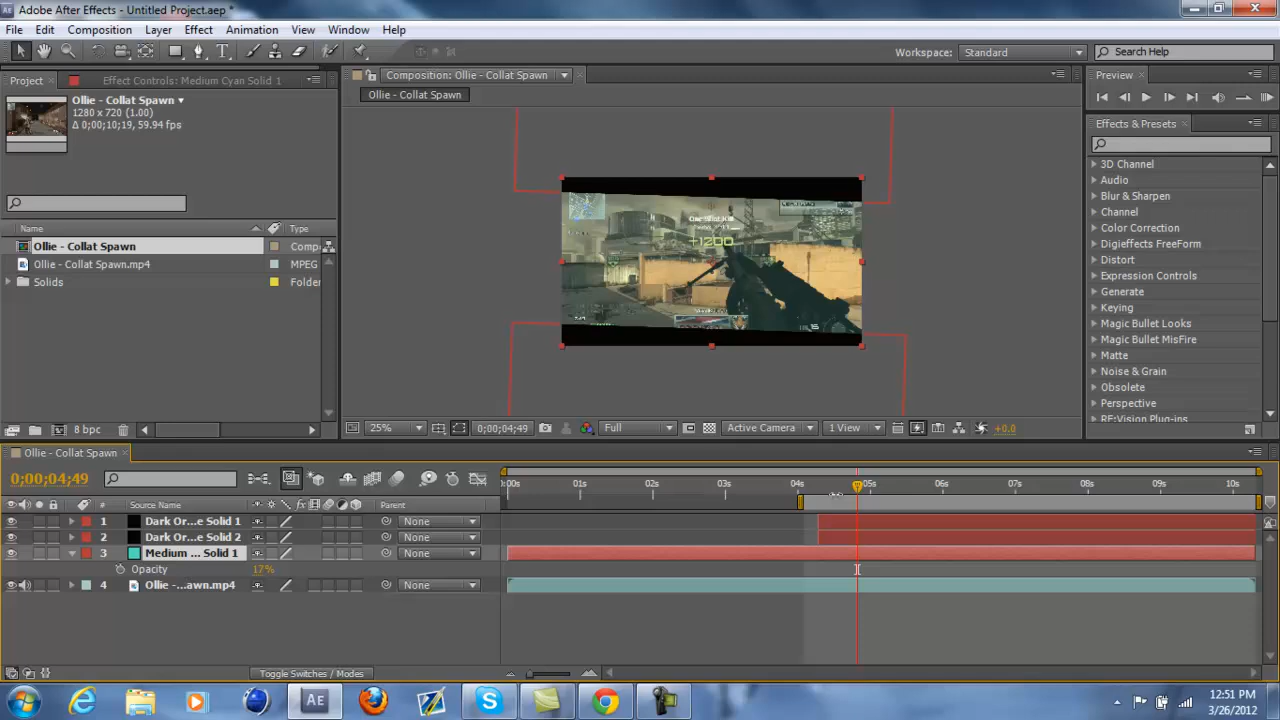 Adobe After Effects - Untitled Project.aep *
File Edit Composition Layer Effect Animation View Window Help
Workspace: Standard Search Help
Project Effect Controls: Medium Cyan Solid 1
Composition: Ollie - Collat Spawn
Preview
Ollie - Collat Spawn
1280 x 720 (1.00)
Δ 0;00;10;19, 59.94 fps
Ollie - Collat Spawn
Effects & Presets
3D Channel
Audio
Blur & Sharpen
Channel
Color Correction
Digieffects FreeForm
Distort
Expression Controls
Generate
Keying
Magic Bullet Looks
Magic Bullet MisFire
Matte
Noise & Grain
Obsolete
Perspective
RE:Vision Plug-ins
Name Type
Ollie - Collat Spawn Compo
Ollie - Collat Spawn.mp4 MPEG
Solids Folder
One Shot Kill
+1200
8 bpc
25% 0;00;04;49 Full Active Camera 1 View +0.0
Ollie - Collat Spawn
0;00;04;49
:00s 01s 02s 03s 04s 05s 06s 07s 08s 09s 10s
# Source Name Parent
1 Dark Or...e Solid 1 None
2 Dark Or...e Solid 2 None
3 Medium ... Solid 1 None
Opacity 17%
4 Ollie -...awn.mp4 None
Toggle Switches / Modes
12:51 PM
3/26/2012